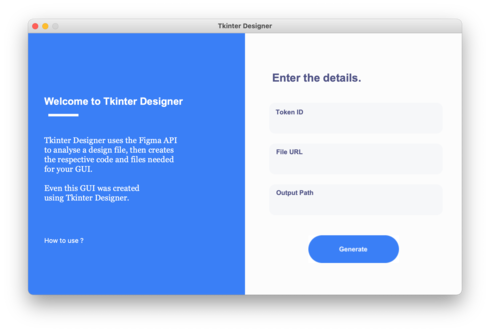 Tkinter Designer
Welcome to Tkinter Designer
Tkinter Designer uses the Figma API
to analyse a design file, then creates
the respective code and files needed
for your GUI.
Even this GUI was created
using Tkinter Designer.
How to use ?
Enter the details.
Token ID
File URL
Output Path
Generate